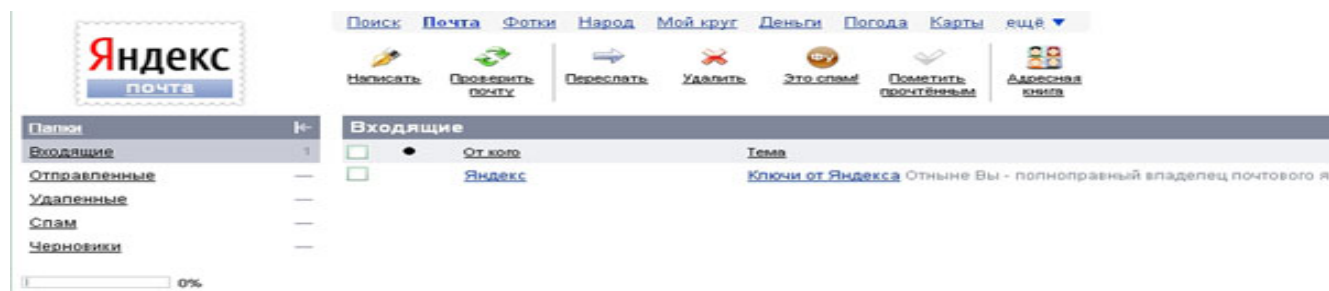 Поиск Почта Фотки Народ Мой круг Деньги Погода Карты ещё
Яндекс
почта
Написать Проверить почту Переслать Удалить Фу Это спам! Пометить прочтённым Адресная книга
Папки
Входящие 1
Отправленные —
Удаленные —
Спам —
Черновики —
0%
Входящие
От кого Тема
Яндекс Ключи от Яндекса Отныне Вы - полноправный владелец почтового я